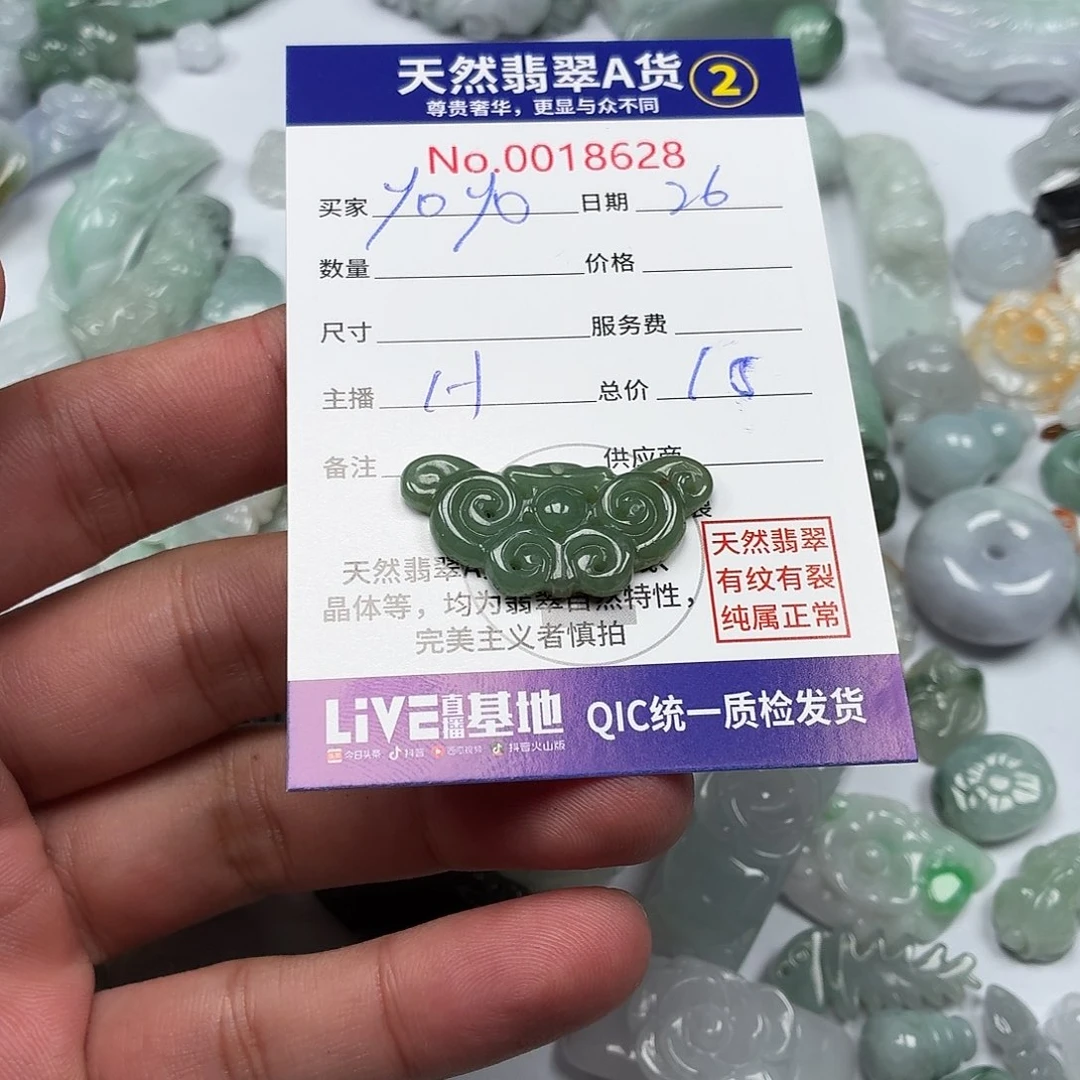 天然翡翠A货 2
尊贵奢华，更显与众不同
No.0018628
买家 yoyo 日期 26
数量 价格
尺寸 服务费
主播 总价 18
备注 供应商
天然翡翠
有纹有裂
纯属正常
天然翡翠A
晶体等，均为翡翠自然特性，
完美主义者慎拍
LiVE直播基地 QIC统一质检发货
今日头条 抖音 西瓜视频 抖音火山版